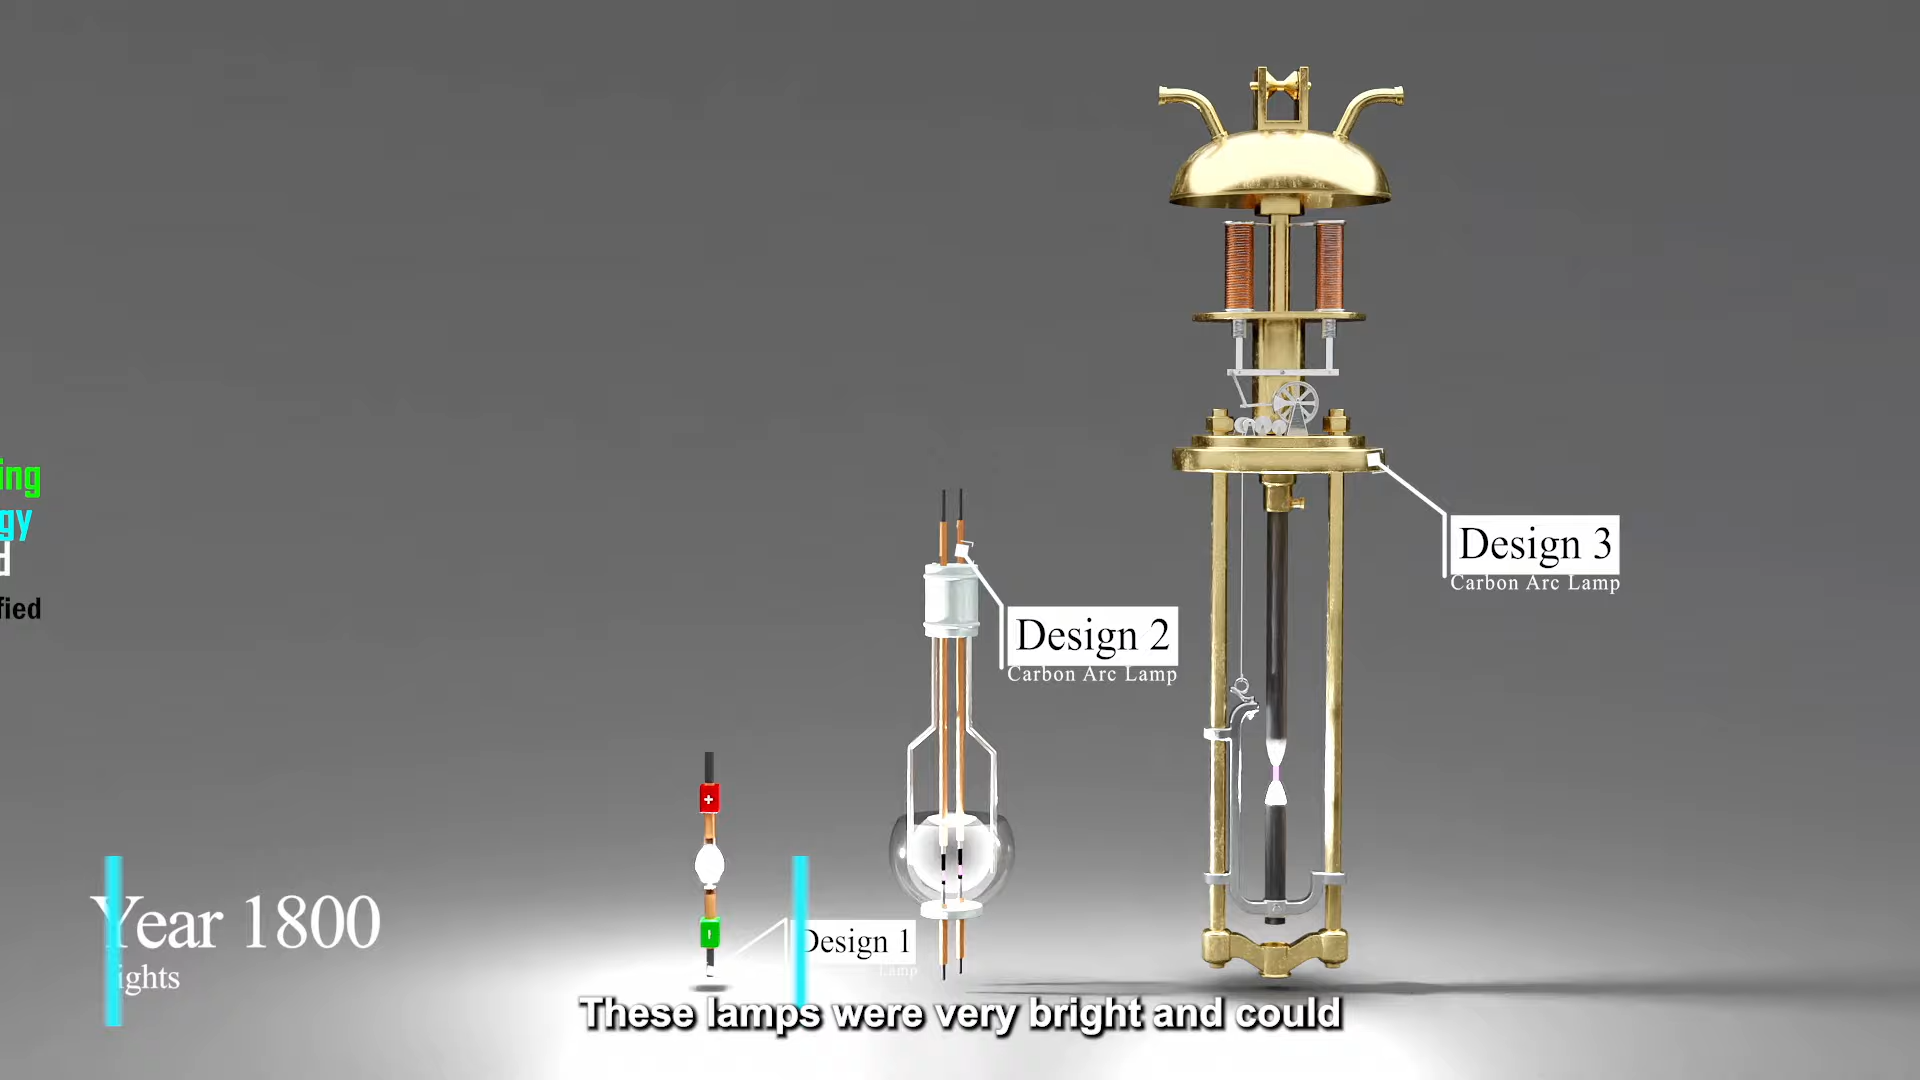 Design 3
Carbon Arc Lamp
ing
gy
d
fied
Design 2
Carbon Arc Lamp
Year 1800
ights
Design 1
Lamp
These lamps were very bright and could